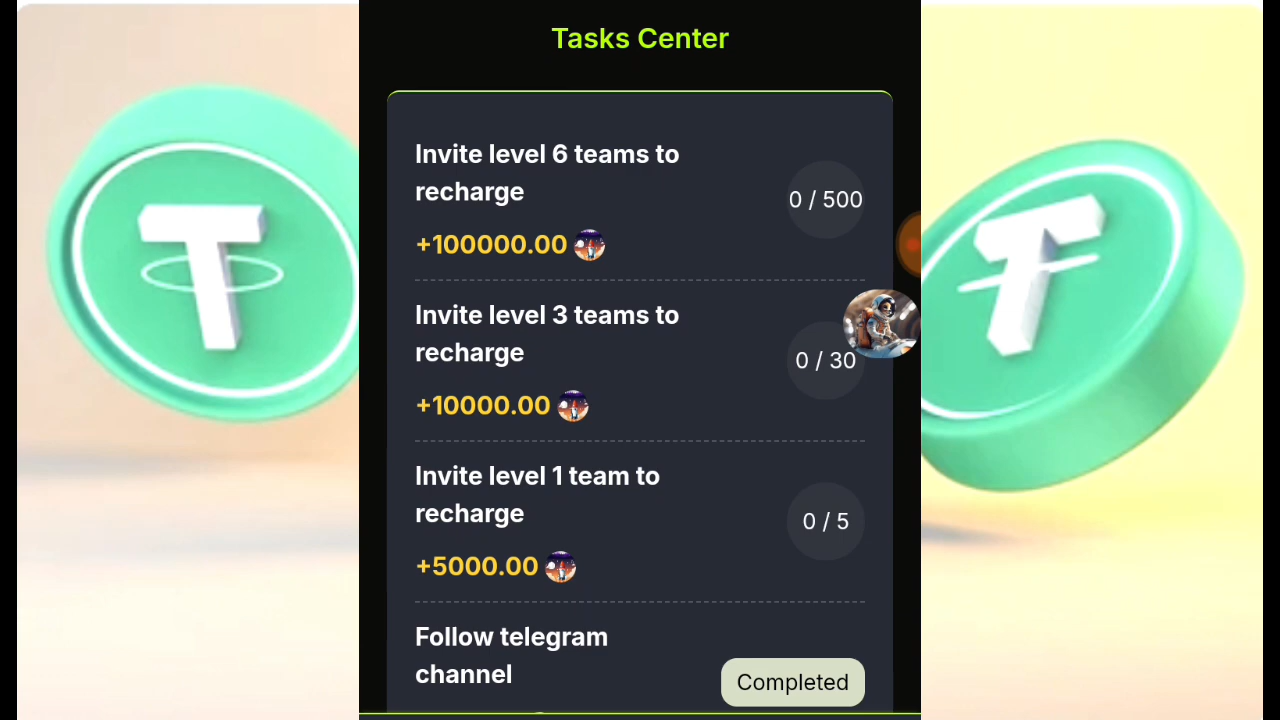 Tasks Center
Invite level 6 teams to
recharge
0 / 500
+100000.00
Invite level 3 teams to
recharge
0 / 30
+10000.00
Invite level 1 team to
recharge
0 / 5
+5000.00
Follow telegram
channel
Completed